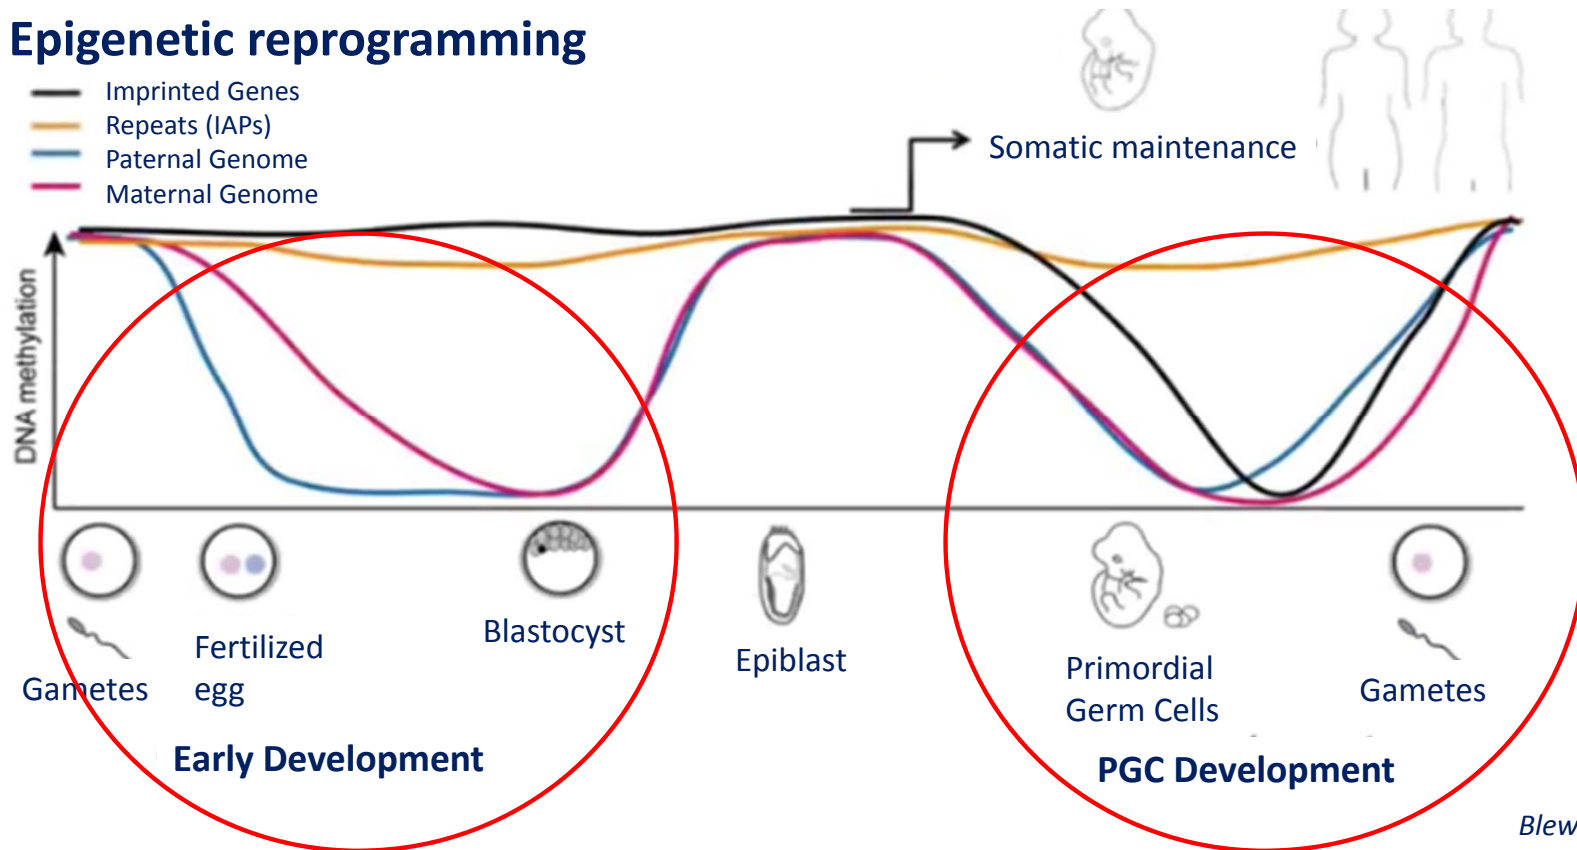 Epigenetic reprogramming
Imprinted Genes
Repeats (IAPs)
Paternal Genome
Maternal Genome
Somatic maintenance
DNA methylation
Gametes
Fertilized
egg
Blastocyst
Epiblast
Primordial
Germ Cells
Gametes
Early Development
PGC Development
Blew